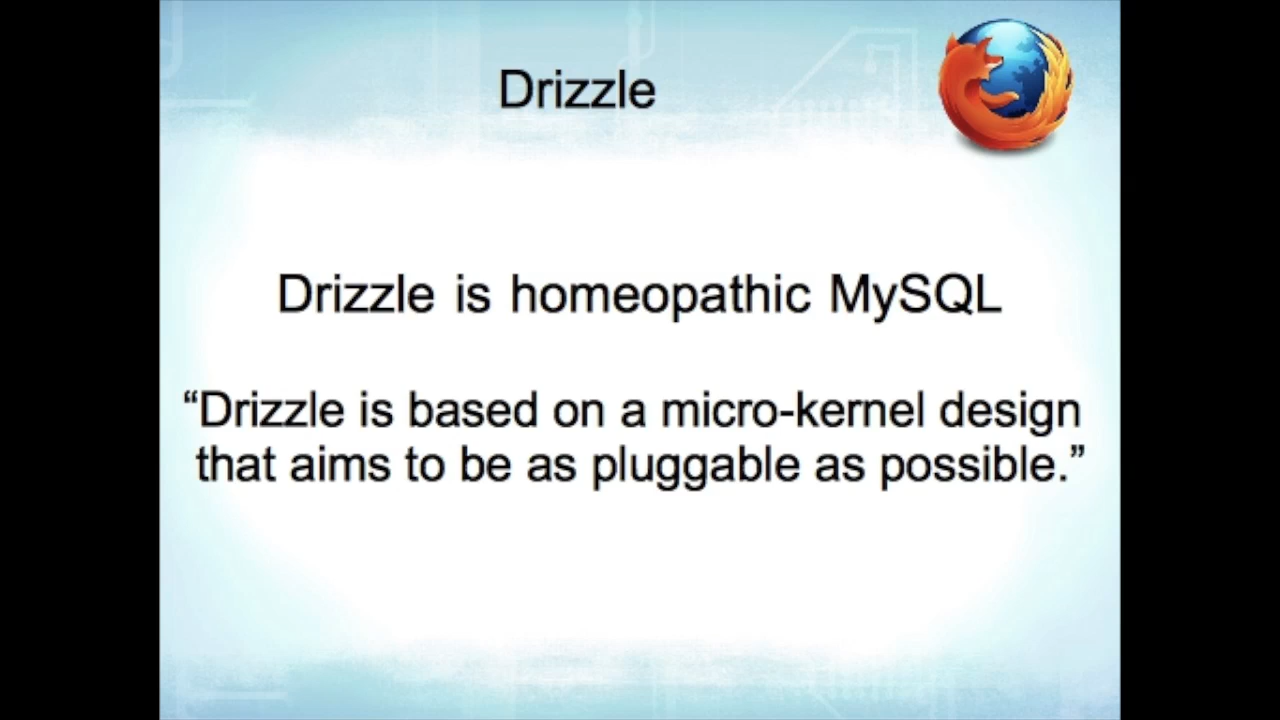 Drizzle
Drizzle is homeopathic MySQL
“Drizzle is based on a micro-kernel design
that aims to be as pluggable as possible.”